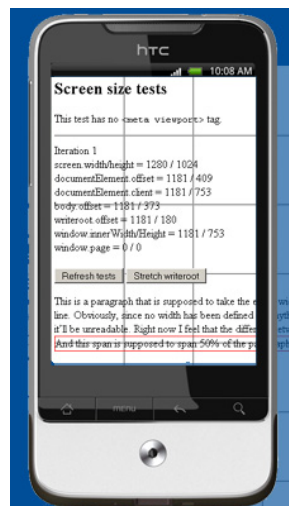 hTC
10:08 AM
Screen size tests
This test has no <meta viewport> tag.
Iteration 1
screen.width/height = 1280 / 1024
documentElement.offset = 1181 / 409
documentElement.client = 1181 / 753
body.offset = 1181 / 373
writeroot.offset = 1181 / 180
window.innerWidth/Height = 1181 / 753
window.page = 0 / 0
Refresh tests Stretch writeroot
This is a paragraph that is supposed to take the
line. Obviously, since no width has been defined
it'll be unreadable. Right now I feel that the
And this span is supposed to span 50% of the
menu